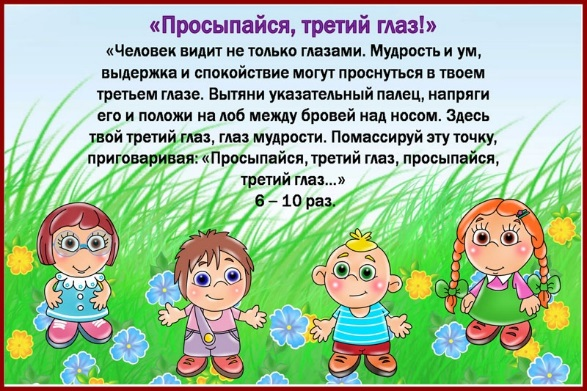 «Просыпайся, третий глаз!»
«Человек видит не только глазами. Мудрость и ум,
выдержка и спокойствие могут проснуться в твоем
третьем глазе. Вытяни указательный палец, напряги
его и положи на лоб между бровей над носом. Здесь
твой третий глаз, глаз мудрости. Помассируй эту точку,
приговаривая: «Просыпайся, третий глаз, просыпайся,
третий глаз...»
6 – 10 раз.